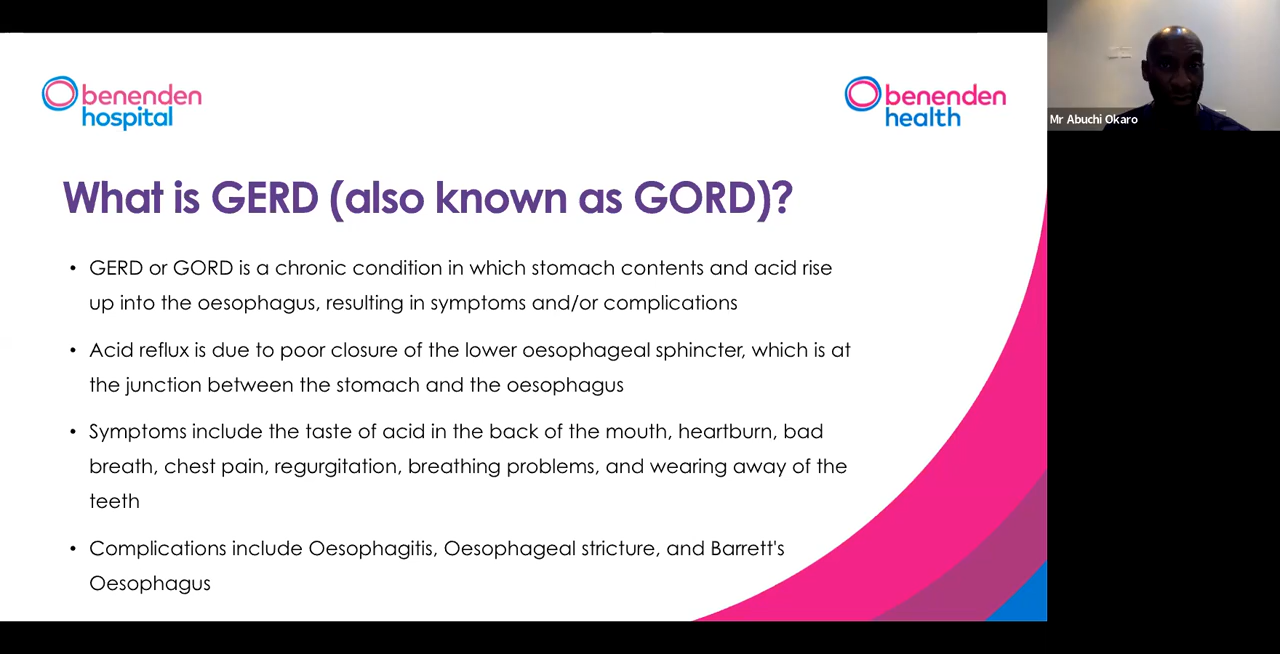 benenden
hospital
benenden
health
Mr Abuchi Okaro
What is GERD (also known as GORD)?
• GERD or GORD is a chronic condition in which stomach contents and acid rise
up into the oesophagus, resulting in symptoms and/or complications
• Acid reflux is due to poor closure of the lower oesophageal sphincter, which is at
the junction between the stomach and the oesophagus
• Symptoms include the taste of acid in the back of the mouth, heartburn, bad
breath, chest pain, regurgitation, breathing problems, and wearing away of the
teeth
• Complications include Oesophagitis, Oesophageal stricture, and Barrett's
Oesophagus